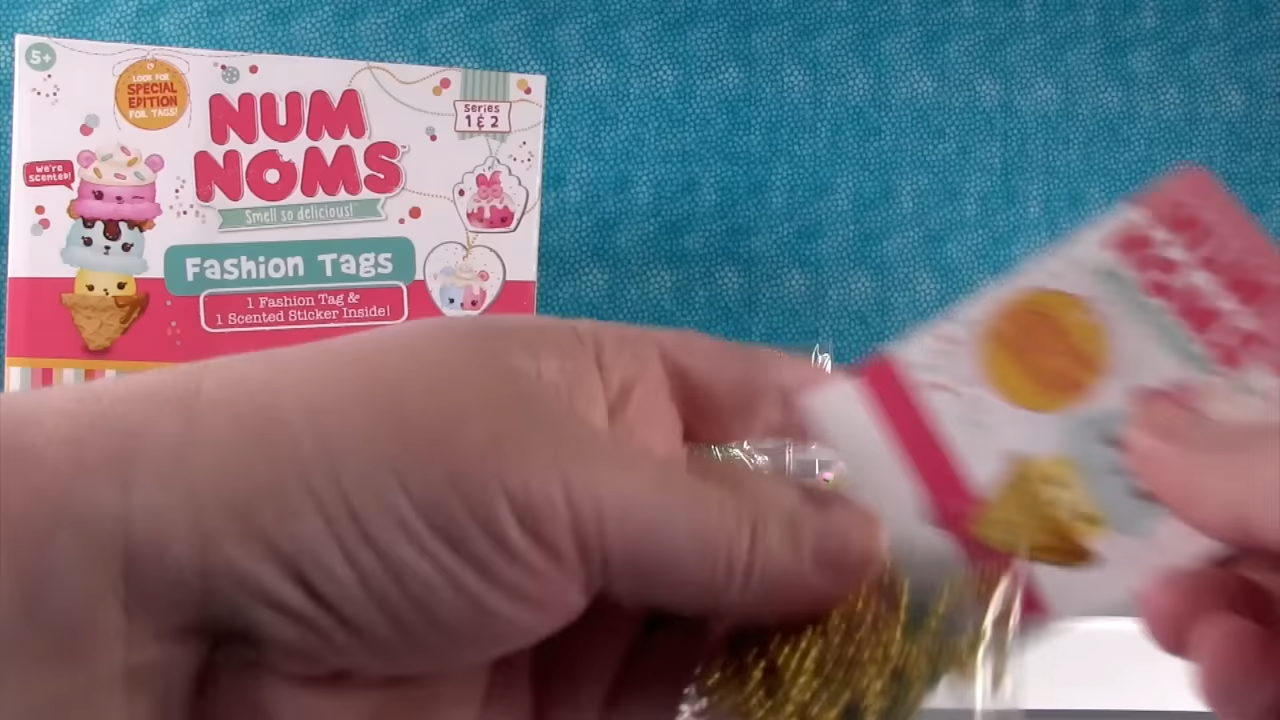 5+
LOOK FOR
SPECIAL
EDITION
FOIL TAGS!
NUM
NOMS
Smell so delicious!
Series
1 & 2
We're
Scented!
Fashion Tags
1 Fashion Tag &
1 Scented Sticker Inside!